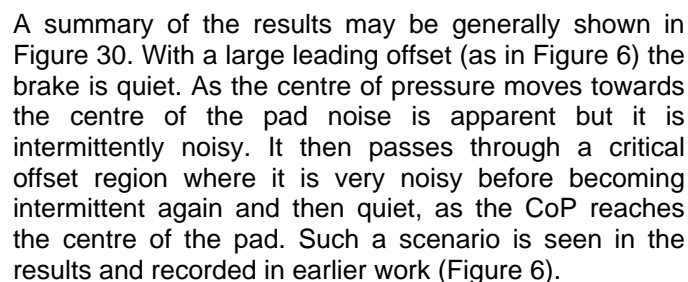 A summary of the results may be generally shown in
Figure 30. With a large leading offset (as in Figure 6) the
brake is quiet. As the centre of pressure moves towards
the centre of the pad noise is apparent but it is
intermittently noisy. It then passes through a critical
offset region where it is very noisy before becoming
intermittent again and then quiet, as the CoP reaches
the centre of the pad. Such a scenario is seen in the
results and recorded in earlier work (Figure 6).